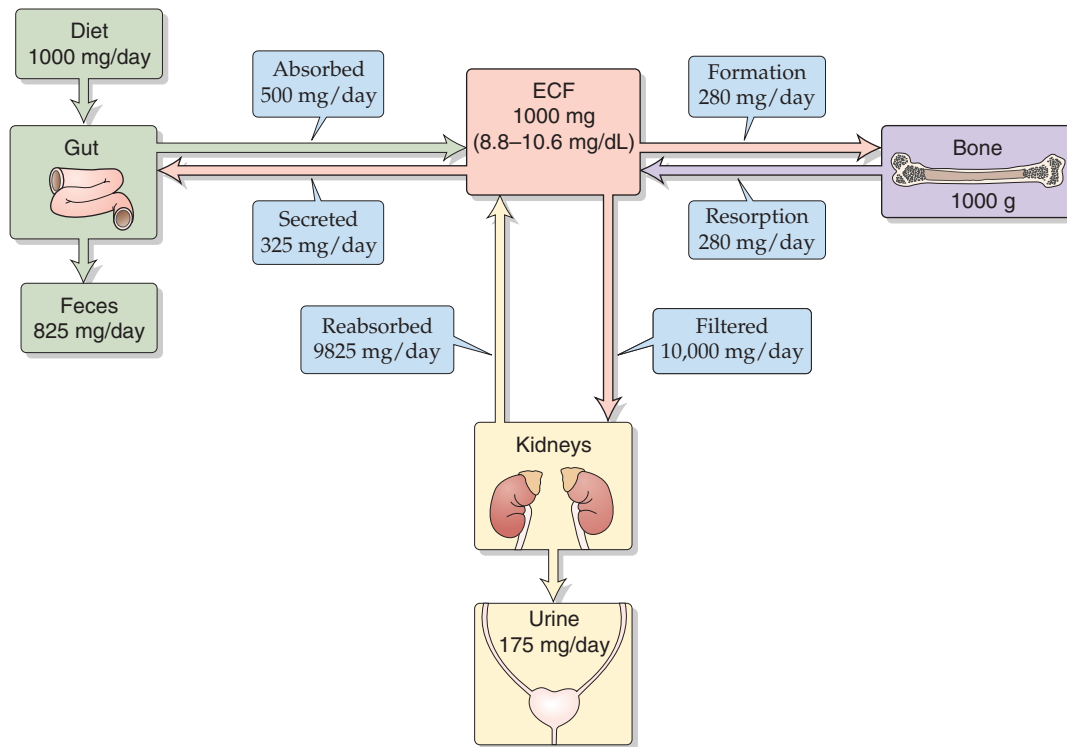 Diet
1000 mg/day
Absorbed
500 mg/day
ECF
1000 mg
(8.8–10.6 mg/dL)
Formation
280 mg/day
Gut
Bone
1000 g
Secreted
325 mg/day
Resorption
280 mg/day
Feces
825 mg/day
Reabsorbed
9825 mg/day
Filtered
10,000 mg/day
Kidneys
Urine
175 mg/day